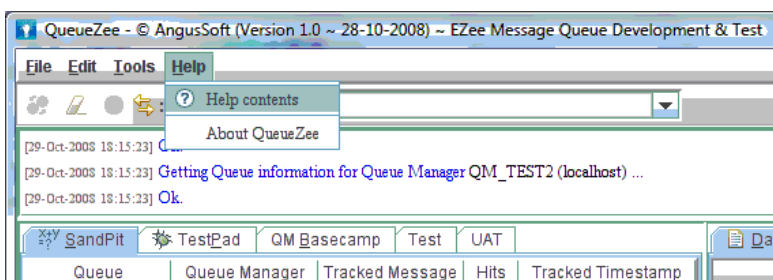 QueueZee - © AngusSoft (Version 1.0 ~ 28-10-2008) ~ EZee Message Queue Development & Test
File Edit Tools Help
Help contents
About QueueZee
[29-Oct-2008 18:15:23]
[29-Oct-2008 18:15:23] Getting Queue information for Queue Manager QM_TEST2 (localhost) ...
[29-Oct-2008 18:15:23] Ok.
SandPit TestPad QM Basecamp Test UAT
Queue Queue Manager Tracked Message Hits Tracked Timestamp